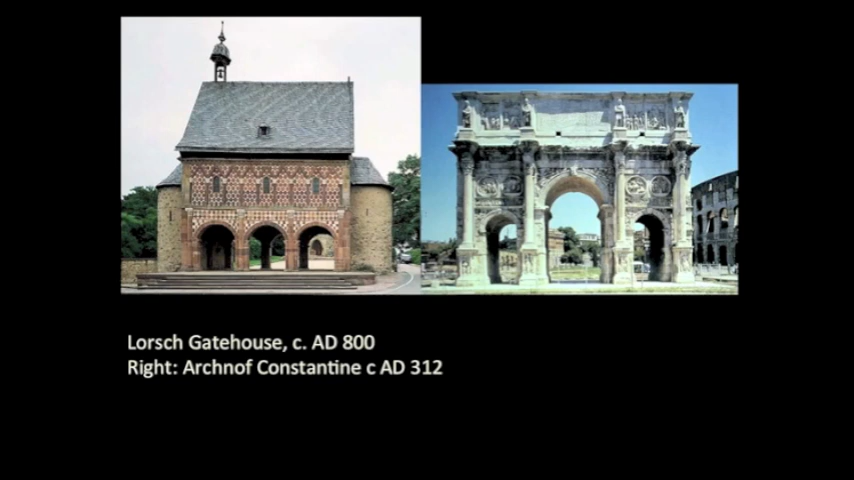 Lorsch Gatehouse, c. AD 800
Right: Archnof Constantine c AD 312